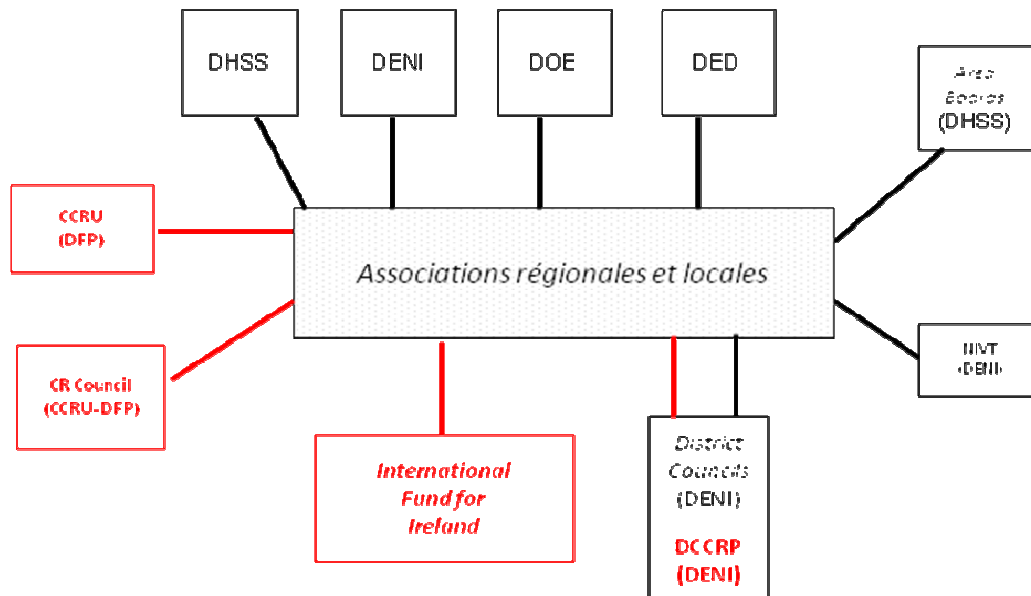 DHSS
DENI
DOE
DED
Area
Boards
(DHSS)
CCRU
(DFP)
Associations régionales et locales
CR Council
(CCRU-DFP)
NIVT
(DENI)
International
Fund for
Ireland
District
Councils
(DENI)
DCCRP
(DENI)